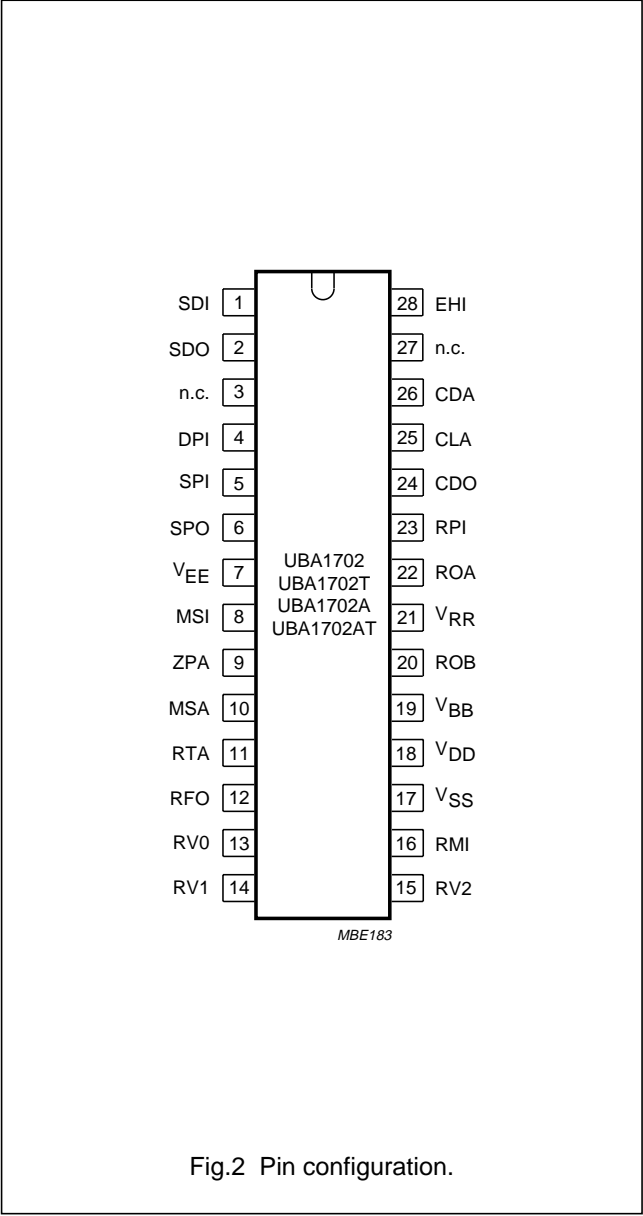 SDI 1 28 EHI
SDO 2 27 n.c.
n.c. 3 26 CDA
DPI 4 25 CLA
SPI 5 24 CDO
SPO 6 23 RPI
VEE 7 22 ROA
MSI 8 21 VRR
ZPA 9 20 ROB
MSA 10 19 VBB
RTA 11 18 VDD
RFO 12 17 VSS
RV0 13 16 RMI
RV1 14 15 RV2
UBA1702
UBA1702T
UBA1702A
UBA1702AT
MBE183
Fig.2 Pin configuration.